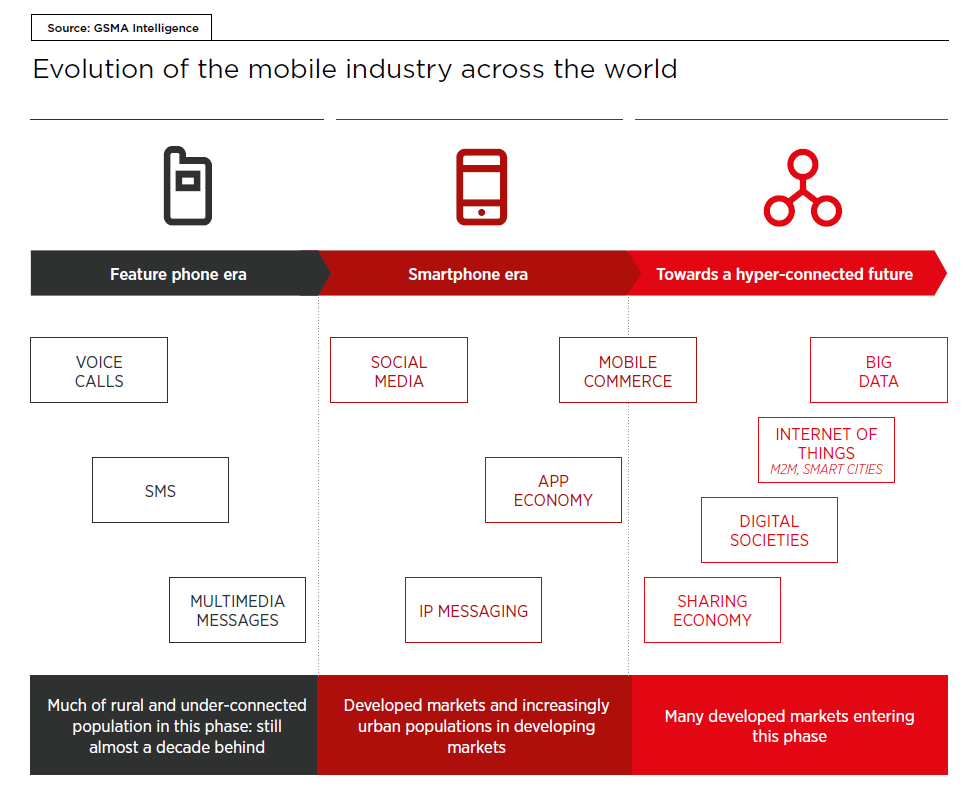 Source: GSMA Intelligence
Evolution of the mobile industry across the world
Feature phone era
Smartphone era
Towards a hyper-connected future
VOICE
CALLS
SOCIAL
MEDIA
MOBILE
COMMERCE
BIG
DATA
INTERNET OF
THINGS
M2M, SMART CITIES
SMS
APP
ECONOMY
DIGITAL
SOCIETIES
MULTIMEDIA
MESSAGES
IP MESSAGING
SHARING
ECONOMY
Much of rural and under-connected
population in this phase: still
almost a decade behind
Developed markets and increasingly
urban populations in developing
markets
Many developed markets entering
this phase